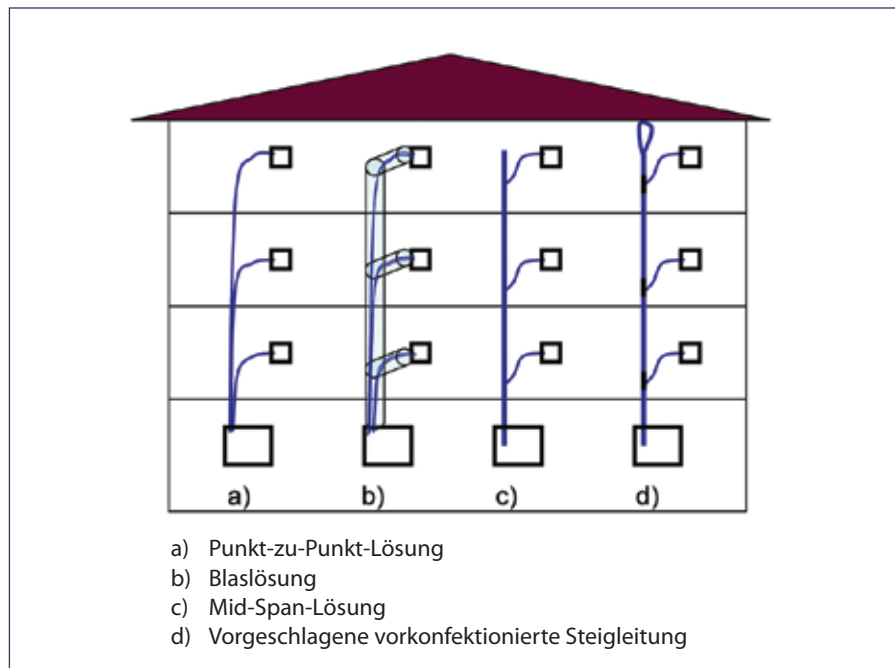 a) b) c) d)
a) Punkt-zu-Punkt-Lösung
b) Blaslösung
c) Mid-Span-Lösung
d) Vorgeschlagene vorkonfektionierte Steigleitung